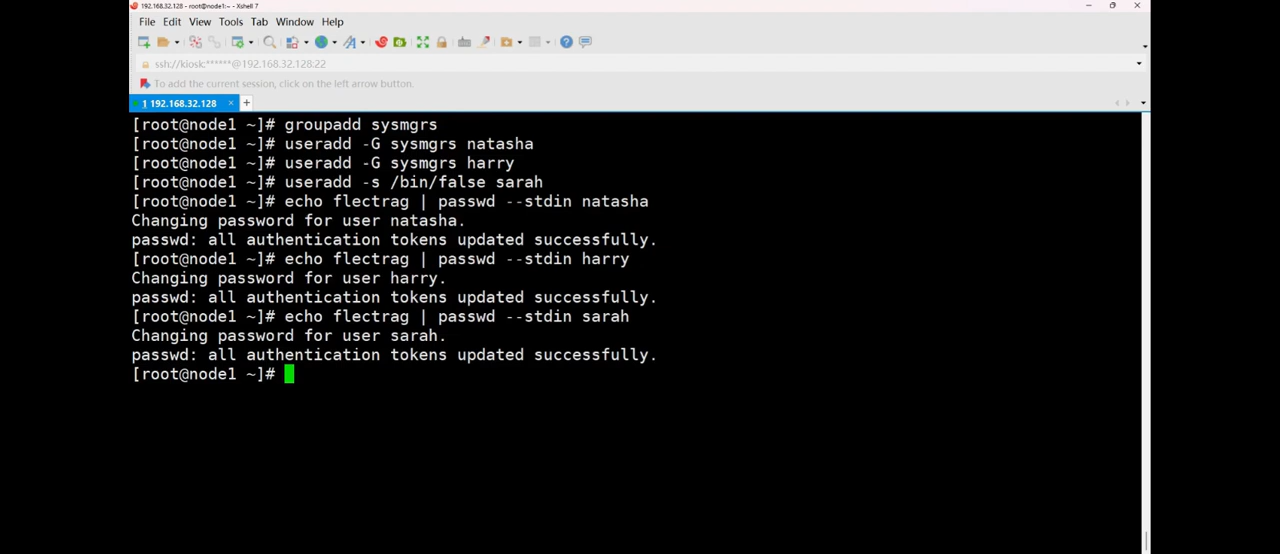 192.168.32.128 - root@node1:~ - Xshell 7
File Edit View Tools Tab Window Help
ssh://kiosk:******@192.168.32.128:22
To add the current session, click on the left arrow button.
1 192.168.32.128 × +
[root@node1 ~]# groupadd sysmgrs
[root@node1 ~]# useradd -G sysmgrs natasha
[root@node1 ~]# useradd -G sysmgrs harry
[root@node1 ~]# useradd -s /bin/false sarah
[root@node1 ~]# echo flectrag | passwd --stdin natasha
Changing password for user natasha.
passwd: all authentication tokens updated successfully.
[root@node1 ~]# echo flectrag | passwd --stdin harry
Changing password for user harry.
passwd: all authentication tokens updated successfully.
[root@node1 ~]# echo flectrag | passwd --stdin sarah
Changing password for user sarah.
passwd: all authentication tokens updated successfully.
[root@node1 ~]#